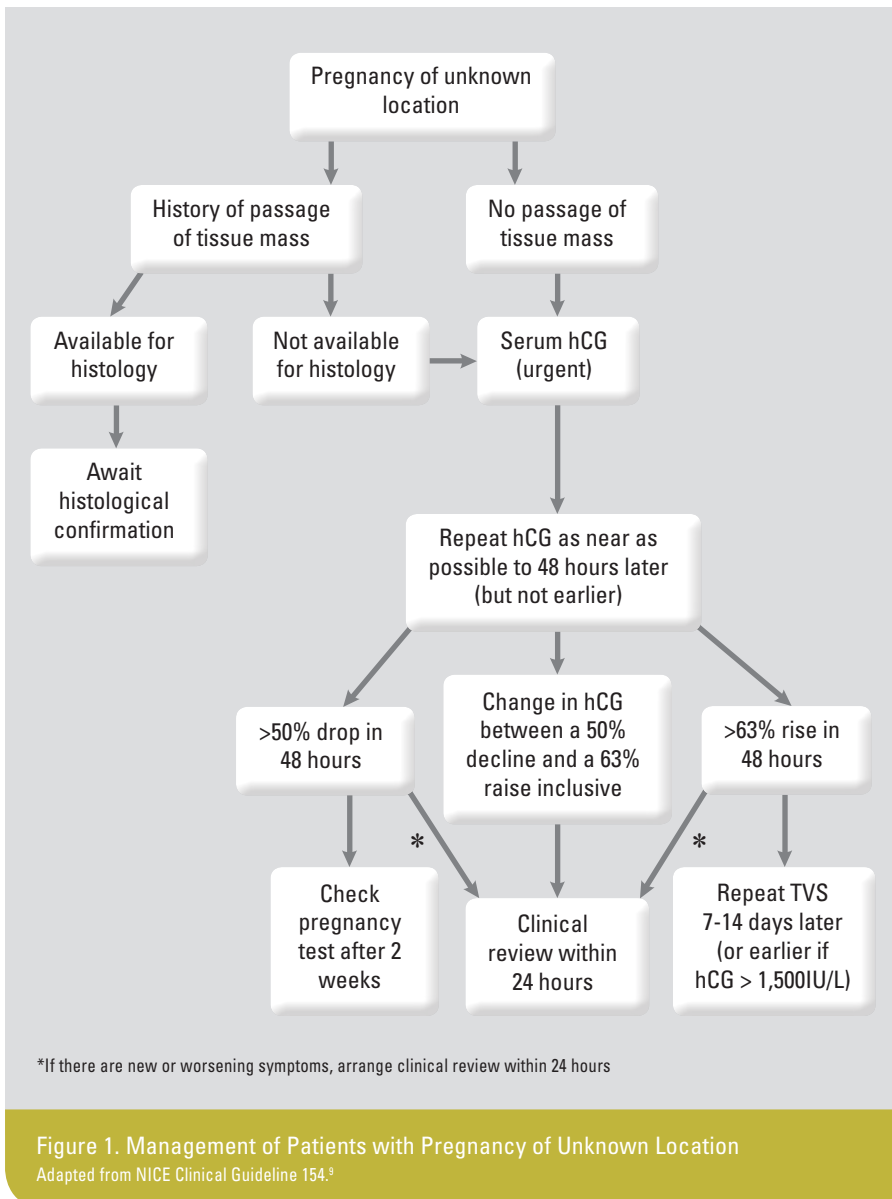 Pregnancy of unknown
location
History of passage
of tissue mass
No passage of
tissue mass
Available for
histology
Not available
for histology
Serum hCG
(urgent)
Await
histological
confirmation
Repeat hCG as near as
possible to 48 hours later
(but not earlier)
>50% drop in
48 hours
Change in hCG
between a 50%
decline and a 63%
raise inclusive
>63% rise in
48 hours
*
*
Check
pregnancy
test after 2
weeks
Clinical
review within
24 hours
Repeat TVS
7-14 days later
(or earlier if
hCG > 1,500IU/L)
*If there are new or worsening symptoms, arrange clinical review within 24 hours
Figure 1. Management of Patients with Pregnancy of Unknown Location
Adapted from NICE Clinical Guideline 154.⁹